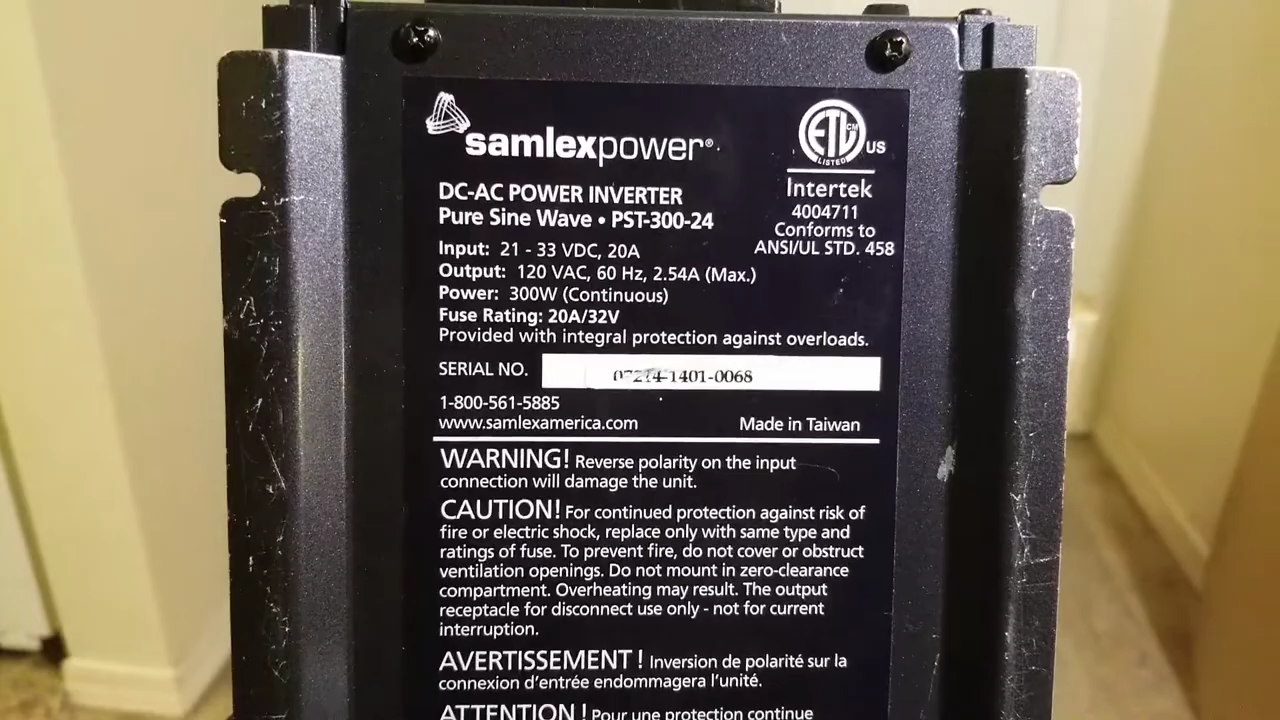 samlexpower®
DC-AC POWER INVERTER
Pure Sine Wave • PST-300-24
Input: 21 - 33 VDC, 20A
Output: 120 VAC, 60 Hz, 2.54A (Max.)
Power: 300W (Continuous)
Fuse Rating: 20A/32V
Provided with integral protection against overloads.
ETL CM US
LISTED
Intertek
4004711
Conforms to
ANSI/UL STD. 458
SERIAL NO.
1-800-561-5885
www.samlexamerica.com
Made in Taiwan
WARNING! Reverse polarity on the input
connection will damage the unit.
CAUTION! For continued protection against risk of
fire or electric shock, replace only with same type and
ratings of fuse. To prevent fire, do not cover or obstruct
ventilation openings. Do not mount in zero-clearance
compartment. Overheating may result. The output
receptacle for disconnect use only - not for current
interruption.
AVERTISSEMENT ! Inversion de polarité sur la
connexion d'entrée endommagera l'unité.
ATTENTION ! Pour une protection continue